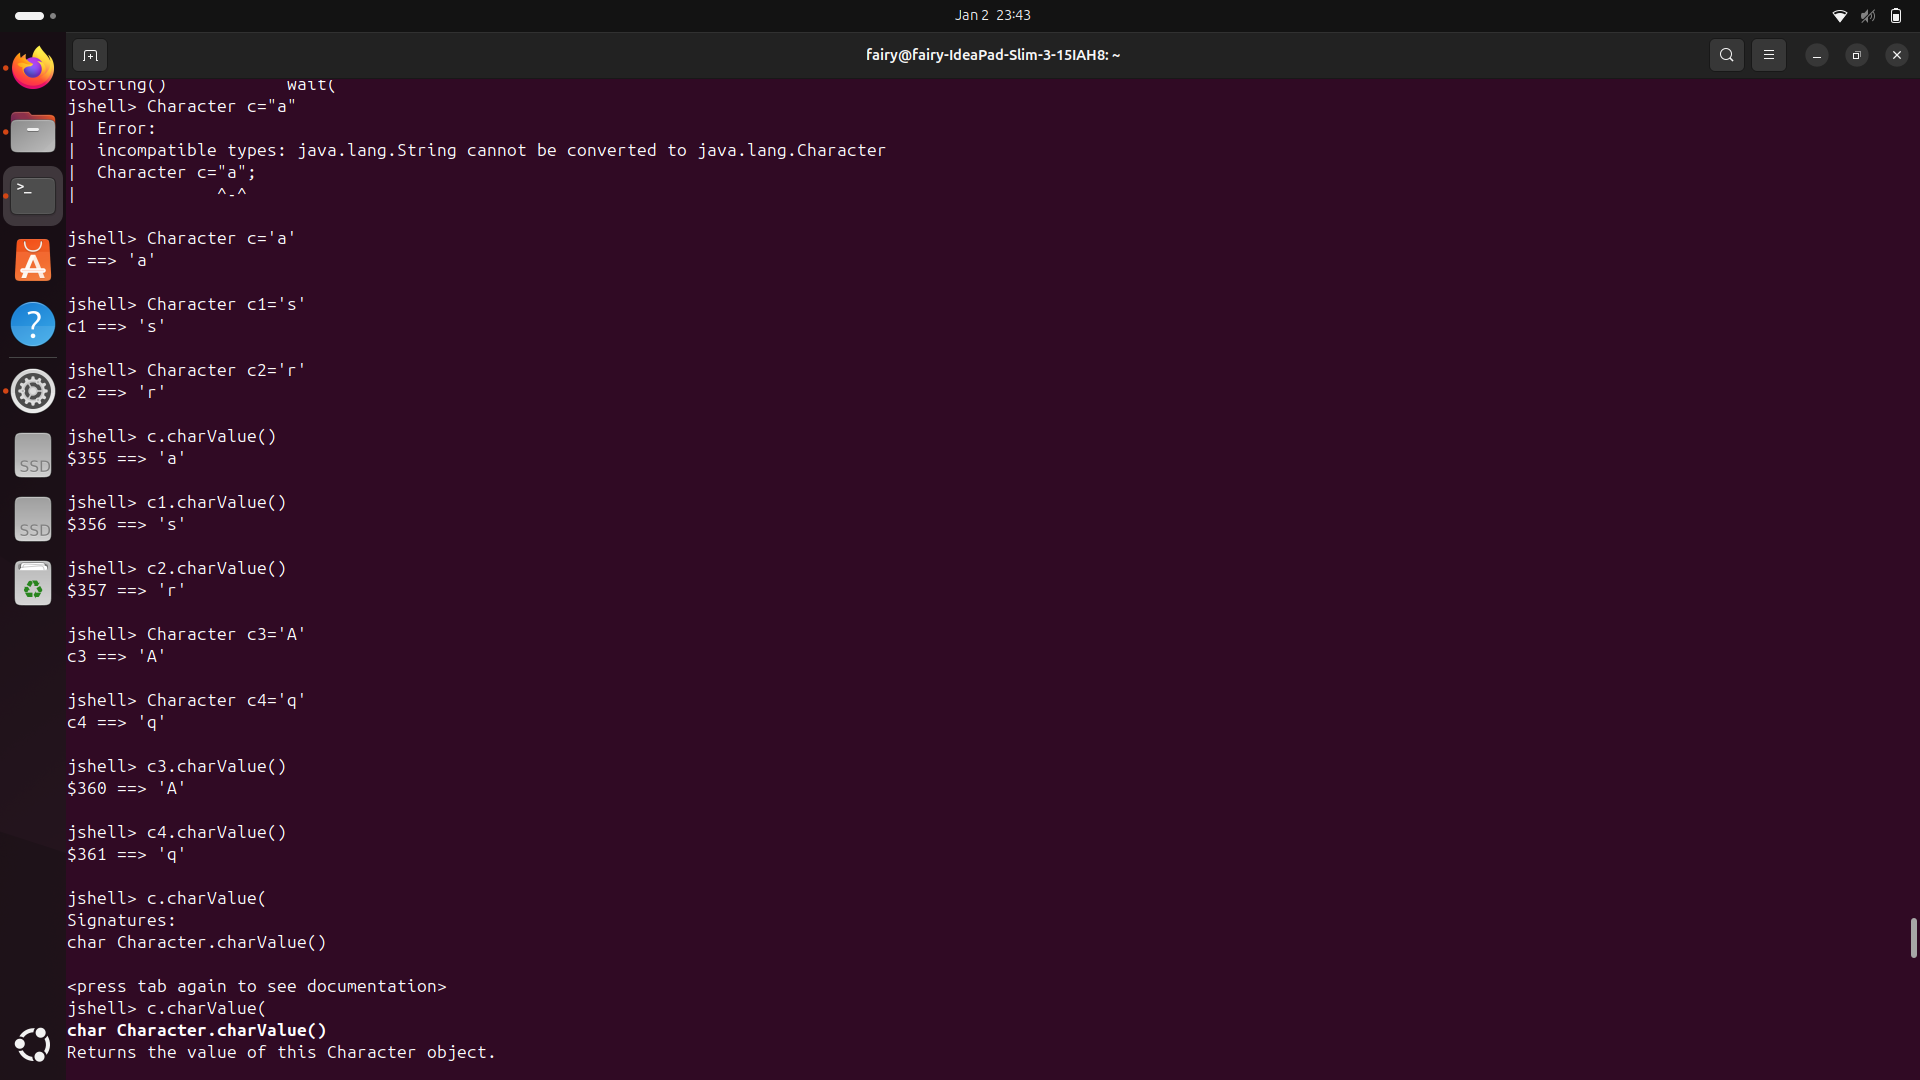 Jan 2 23:43
fairy@fairy-IdeaPad-Slim-3-15IAH8: ~
toString()            wait(
jshell> Character c="a"
|  Error:
|  incompatible types: java.lang.String cannot be converted to java.lang.Character
|  Character c="a";
|              ^-^
jshell> Character c='a'
c ==> 'a'
jshell> Character c1='s'
c1 ==> 's'
jshell> Character c2='r'
c2 ==> 'r'
jshell> c.charValue()
$355 ==> 'a'
jshell> c1.charValue()
$356 ==> 's'
jshell> c2.charValue()
$357 ==> 'r'
jshell> Character c3='A'
c3 ==> 'A'
jshell> Character c4='q'
c4 ==> 'q'
jshell> c3.charValue()
$360 ==> 'A'
jshell> c4.charValue()
$361 ==> 'q'
jshell> c.charValue(
Signatures:
char Character.charValue()
<press tab again to see documentation>
jshell> c.charValue(
char Character.charValue()
Returns the value of this Character object.
>_
A
?
SSD
SSD